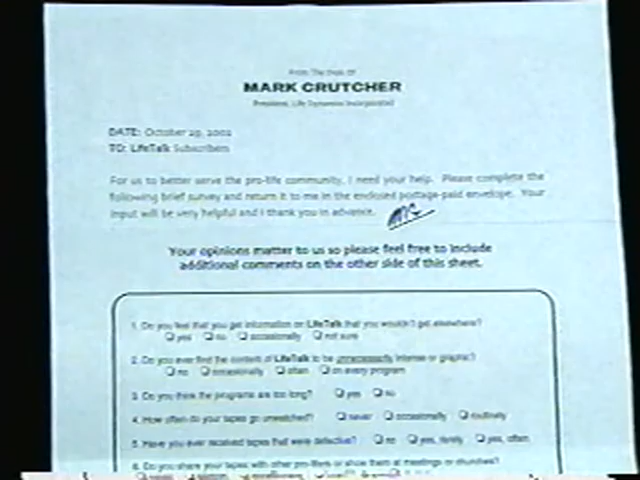 From The Desk Of
MARK CRUTCHER
President, Life Dynamics Incorporated
DATE: October 29, 2002
TO: LifeTalk Subscribers
For us to better serve the pro-life community, I need your help. Please complete the
following brief survey and return it to me in the enclosed postage-paid envelope. Your
input will be very helpful and I thank you in advance.
Your opinions matter to us so please feel free to include
additional comments on the other side of this sheet.
1. Do you feel that you get information on LifeTalk that you wouldn't get elsewhere?
❏ yes ❏ no ❏ occasionally ❏ not sure
2. Do you ever find the content of LifeTalk to be unnecessarily intense or graphic?
❏ no ❏ occasionally ❏ often ❏ on every program
3. Do you think the programs are too long? ❏ yes ❏ no
4. How often do your tapes go unwatched? ❏ never ❏ occasionally ❏ routinely
5. Have you ever received tapes that were defective? ❏ no ❏ yes, rarely ❏ yes, often
6. Do you share your tapes with other pro-lifers or show them at meetings or churches?